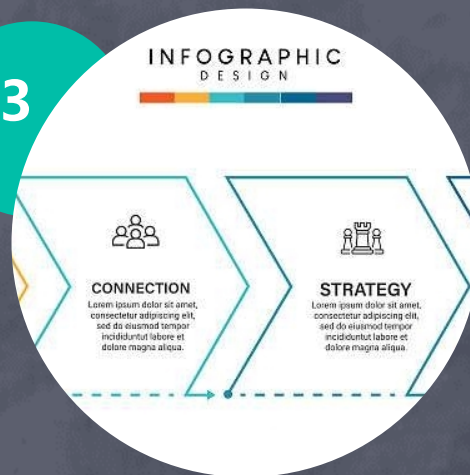 3
INFOGRAPHIC
DESIGN
CONNECTION
Lorem ipsum dolor sit amet,
consectetur adipiscing elit,
sed do eiusmod tempor
incididuntut labore et
dolore magna aliqua.
STRATEGY
Lorem ipsum dolor sit amet,
consectetur adipiscing elit,
sed do eiusmod tempor
incididuntut labore et
dolore magna aliqua.